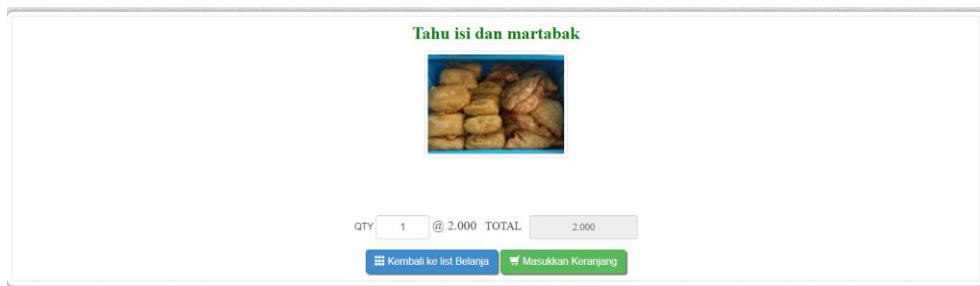 Tahu isi dan martabak
QTY 1 @ 2.000 TOTAL 2.000
Kembali ke list Belanja Masukkan Keranjang